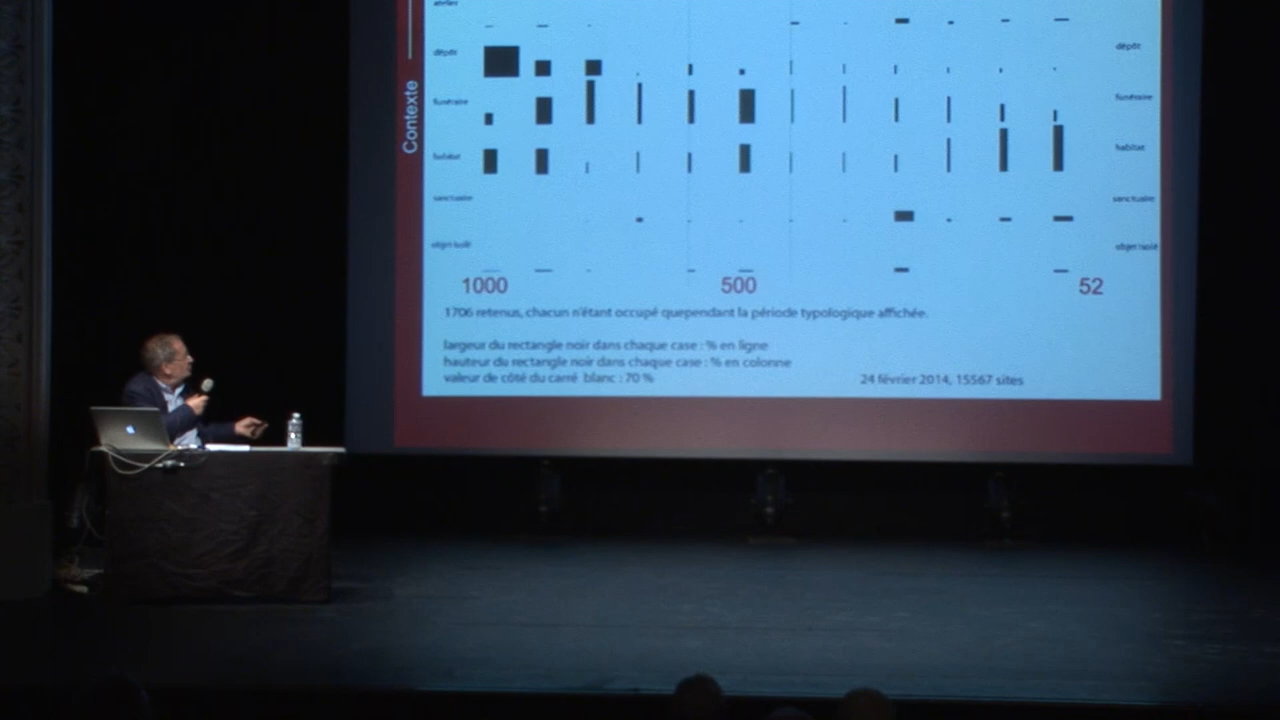 atelier
dépôt dépôt
funéraire funéraire
Contexte
habitat habitat
sanctuaire sanctuaire
objet isolé objet isolé
1000 500 52
1706 retenus, chacun n'étant occupé quependant la période typologique affichée.
largeur du rectangle noir dans chaque case : % en ligne
hauteur du rectangle noir dans chaque case : % en colonne
valeur de côté du carré blanc : 70 % 24 février 2014, 15567 sites